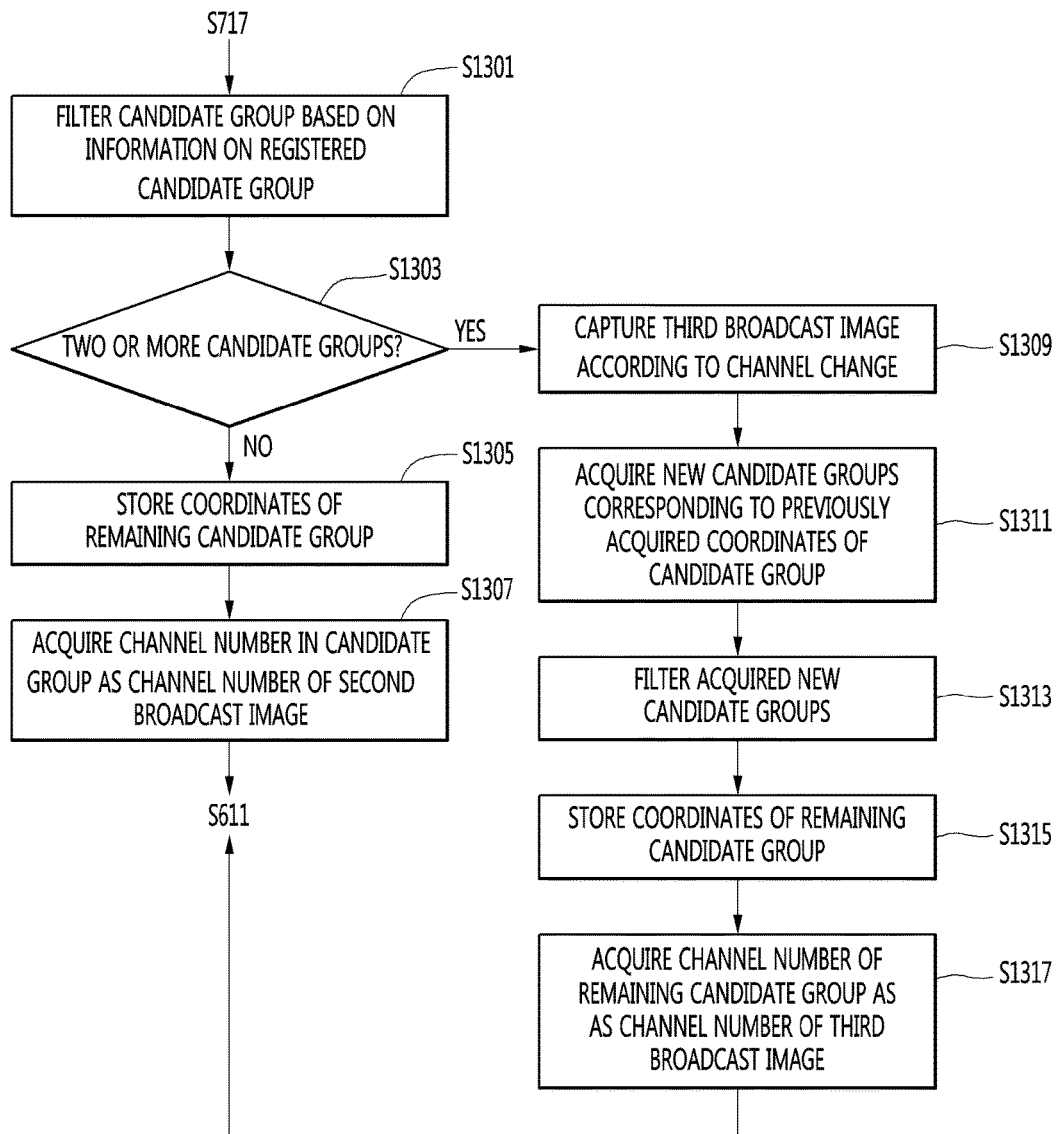 S717
S1301
FILTER CANDIDATE GROUP BASED ON
INFORMATION ON REGISTERED
CANDIDATE GROUP
S1303
TWO OR MORE CANDIDATE GROUPS?
YES
NO
S1305
STORE COORDINATES OF
REMAINING CANDIDATE GROUP
S1307
ACQUIRE CHANNEL NUMBER IN CANDIDATE
GROUP AS CHANNEL NUMBER OF SECOND
BROADCAST IMAGE
S611
CAPTURE THIRD BROADCAST IMAGE
ACCORDING TO CHANNEL CHANGE
S1309
ACQUIRE NEW CANDIDATE GROUPS
CORRESPONDING TO PREVIOUSLY
ACQUIRED COORDINATES OF
CANDIDATE GROUP
S1311
FILTER ACQUIRED NEW
CANDIDATE GROUPS
S1313
STORE COORDINATES OF REMAINING
CANDIDATE GROUP
S1315
ACQUIRE CHANNEL NUMBER OF
REMAINING CANDIDATE GROUP AS
AS CHANNEL NUMBER OF THIRD
BROADCAST IMAGE
S1317